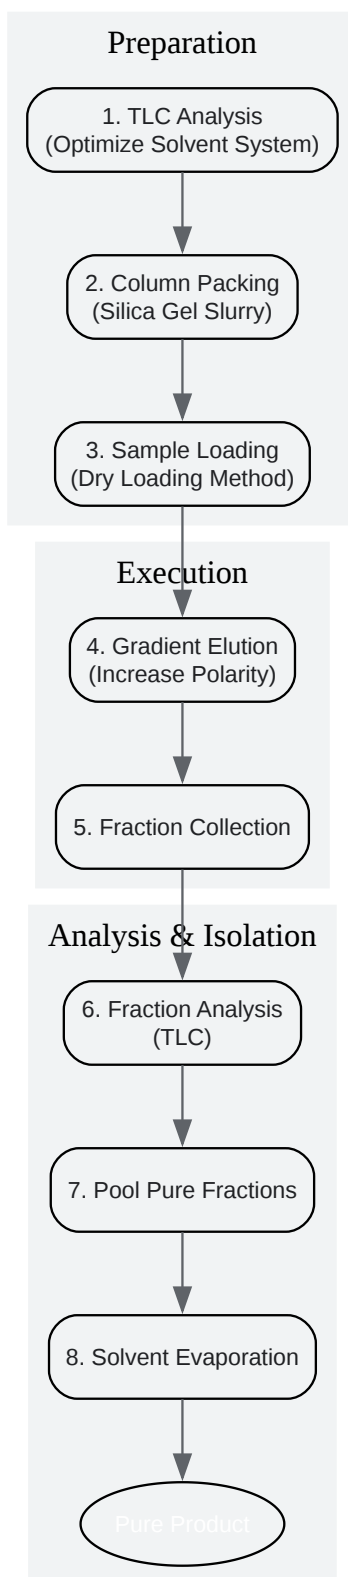 Preparation
1. TLC Analysis
(Optimize Solvent System)
2. Column Packing
(Silica Gel Slurry)
3. Sample Loading
(Dry Loading Method)
Execution
4. Gradient Elution
(Increase Polarity)
5. Fraction Collection
Analysis & Isolation
6. Fraction Analysis
(TLC)
7. Pool Pure Fractions
8. Solvent Evaporation
Pure Product